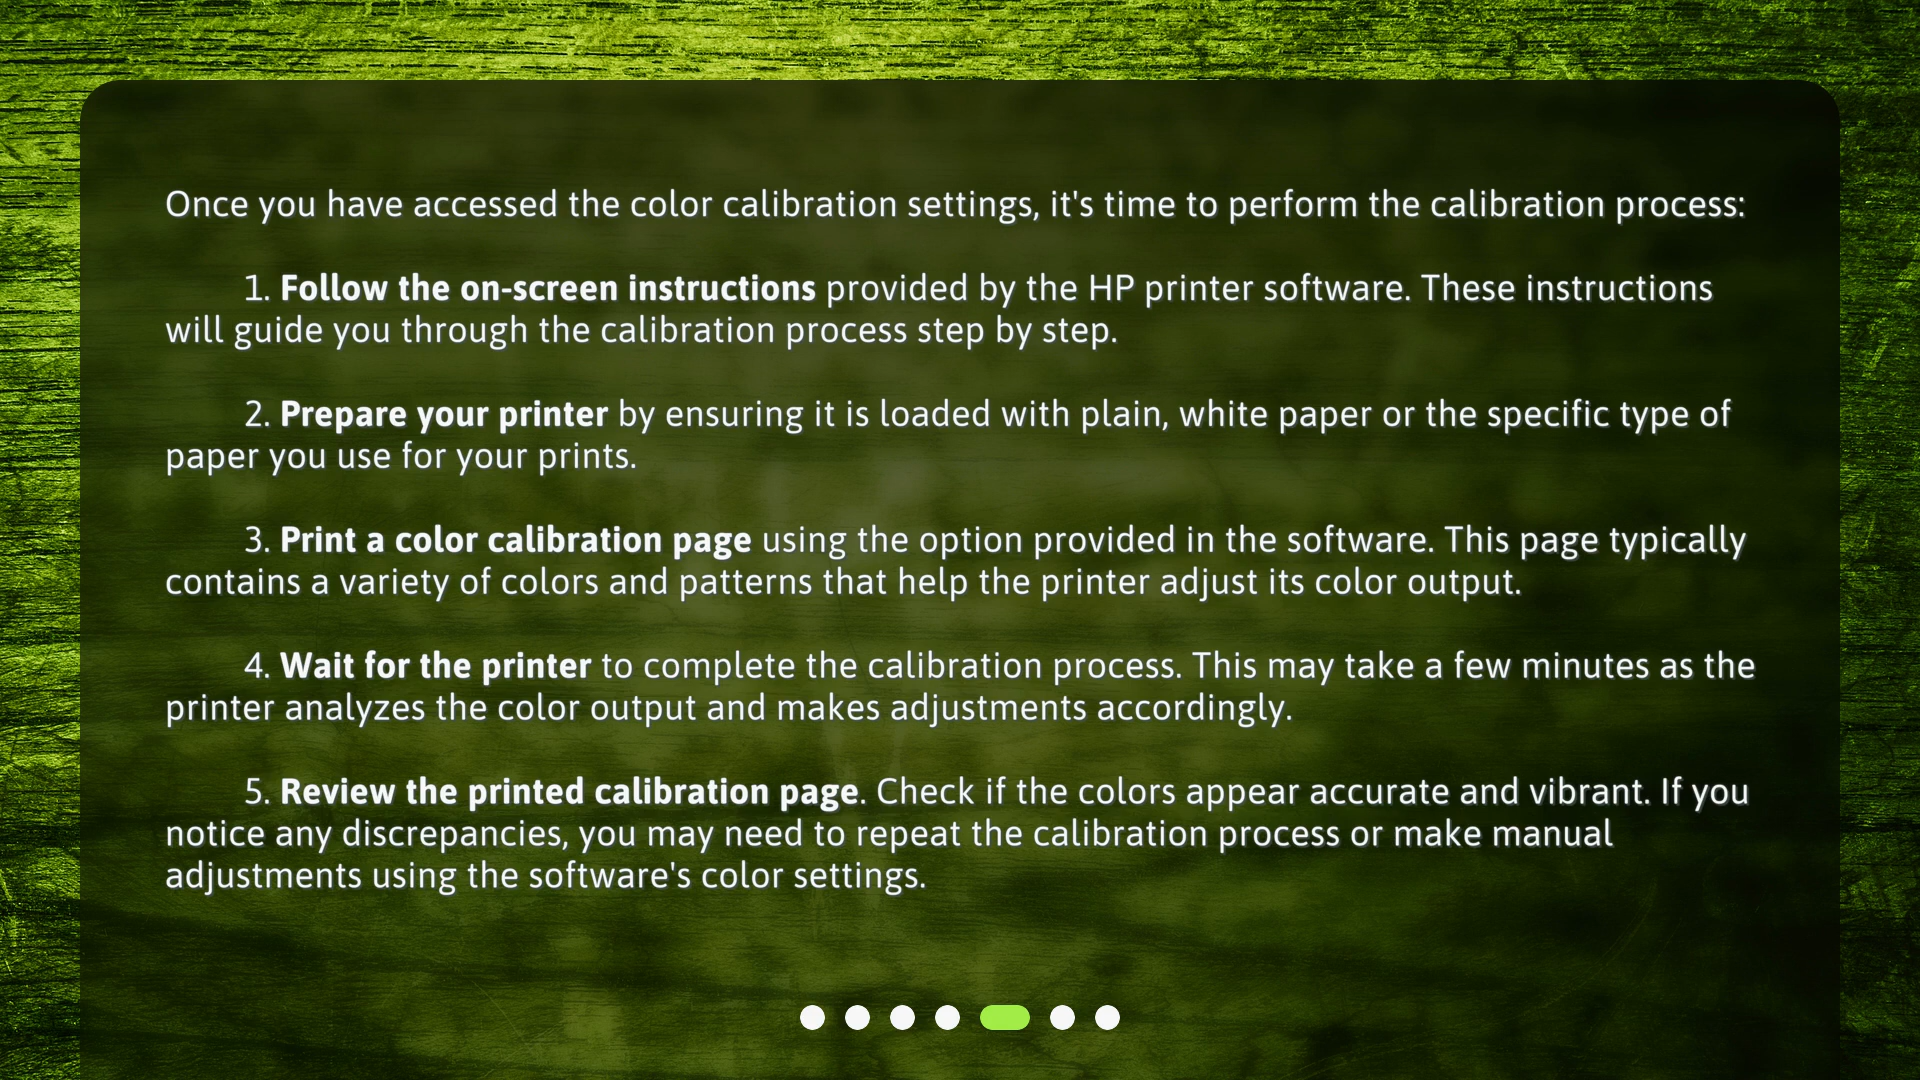 Once you have accessed the color calibration settings, it's time to perform the calibration process:
1. Follow the on-screen instructions provided by the HP printer software. These instructions
will guide you through the calibration process step by step.
2. Prepare your printer by ensuring it is loaded with plain, white paper or the specific type of
paper you use for your prints.
3. Print a color calibration page using the option provided in the software. This page typically
contains a variety of colors and patterns that help the printer adjust its color output.
4. Wait for the printer to complete the calibration process. This may take a few minutes as the
printer analyzes the color output and makes adjustments accordingly.
5. Review the printed calibration page. Check if the colors appear accurate and vibrant. If you
notice any discrepancies, you may need to repeat the calibration process or make manual
adjustments using the software's color settings.